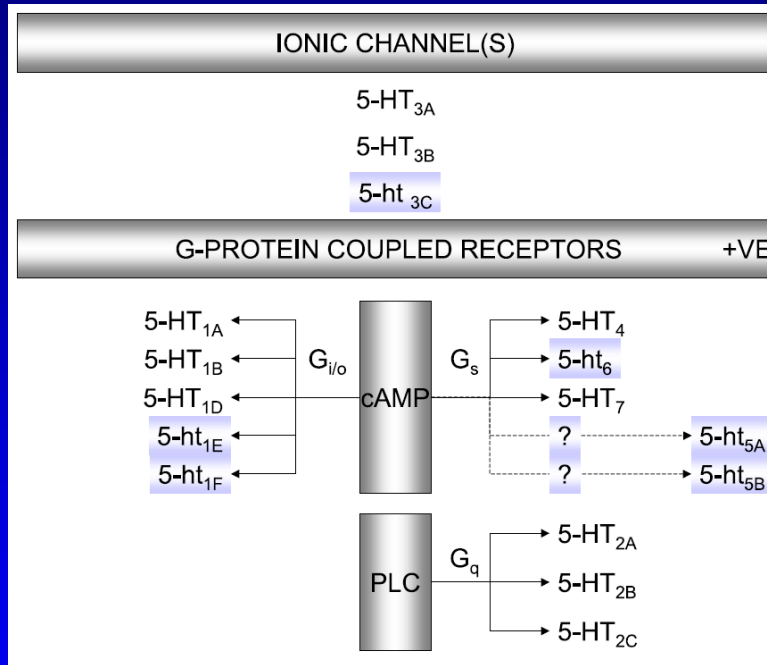 IONIC CHANNEL(S)
5-HT3A
5-HT3B
5-ht 3C
G-PROTEIN COUPLED RECEPTORS +VE
5-HT1A 5-HT4
5-HT1B Gi/o Gs 5-ht6
5-HT1D cAMP 5-HT7
5-ht1E ? 5-ht5A
5-ht1F ? 5-ht5B
5-HT2A
PLC Gq 5-HT2B
5-HT2C